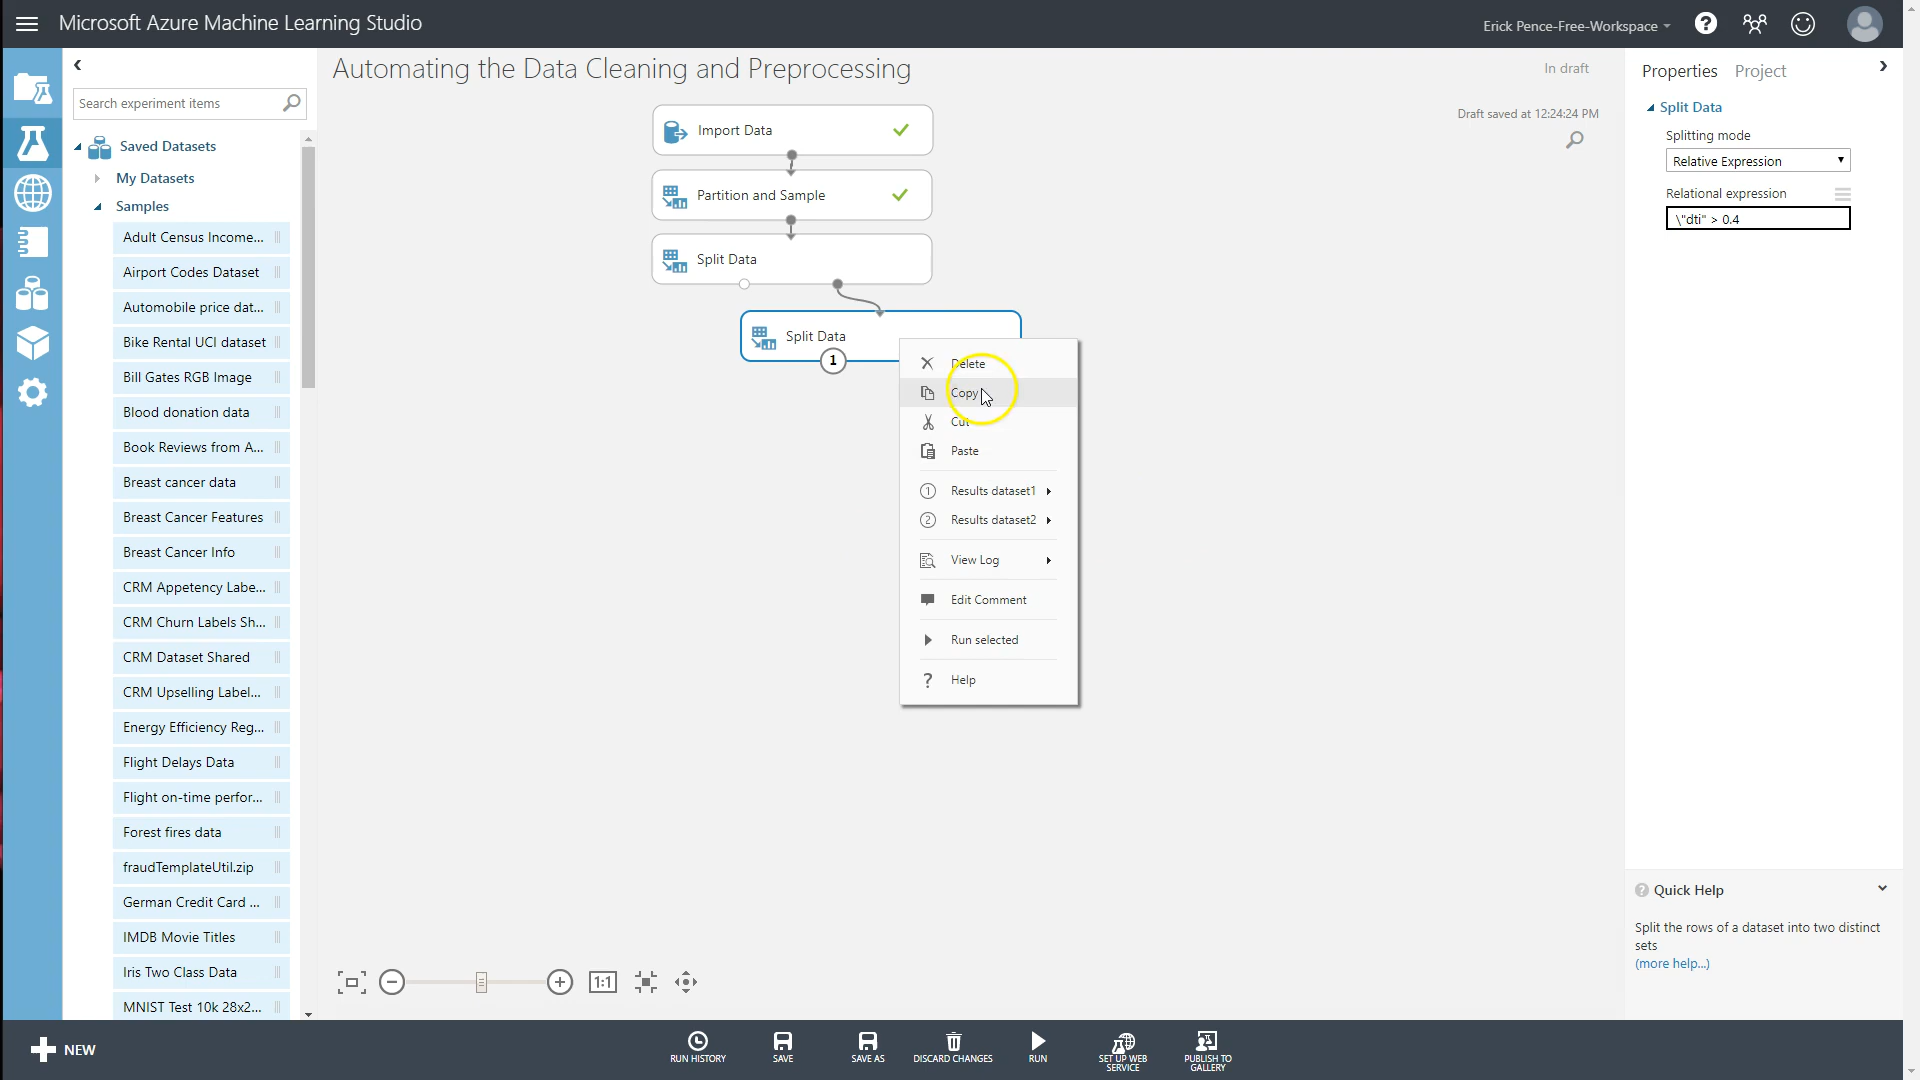 Microsoft Azure Machine Learning Studio
Erick Pence-Free-Workspace
?
Search experiment items
Saved Datasets
My Datasets
Samples
Adult Census Income...
Airport Codes Dataset
Automobile price dat...
Bike Rental UCI dataset
Bill Gates RGB Image
Blood donation data
Book Reviews from A...
Breast cancer data
Breast Cancer Features
Breast Cancer Info
CRM Appetency Labe...
CRM Churn Labels Sh...
CRM Dataset Shared
CRM Upselling Label...
Energy Efficiency Reg...
Flight Delays Data
Flight on-time perfor...
Forest fires data
fraudTemplateUtil.zip
German Credit Card ...
IMDB Movie Titles
Iris Two Class Data
MNIST Test 10k 28x2...
Automating the Data Cleaning and Preprocessing
In draft
Draft saved at 12:24:24 PM
Import Data
Partition and Sample
Split Data
Split Data
1
Delete
Copy
Cut
Paste
1 Results dataset1
2 Results dataset2
View Log
Edit Comment
Run selected
? Help
1:1
Properties Project
Split Data
Splitting mode
Relative Expression
Relational expression
\"dti" > 0.4
? Quick Help
Split the rows of a dataset into two distinct
sets
(more help...)
NEW
RUN HISTORY
SAVE
SAVE AS
DISCARD CHANGES
RUN
SET UP WEB
SERVICE
PUBLISH TO
GALLERY